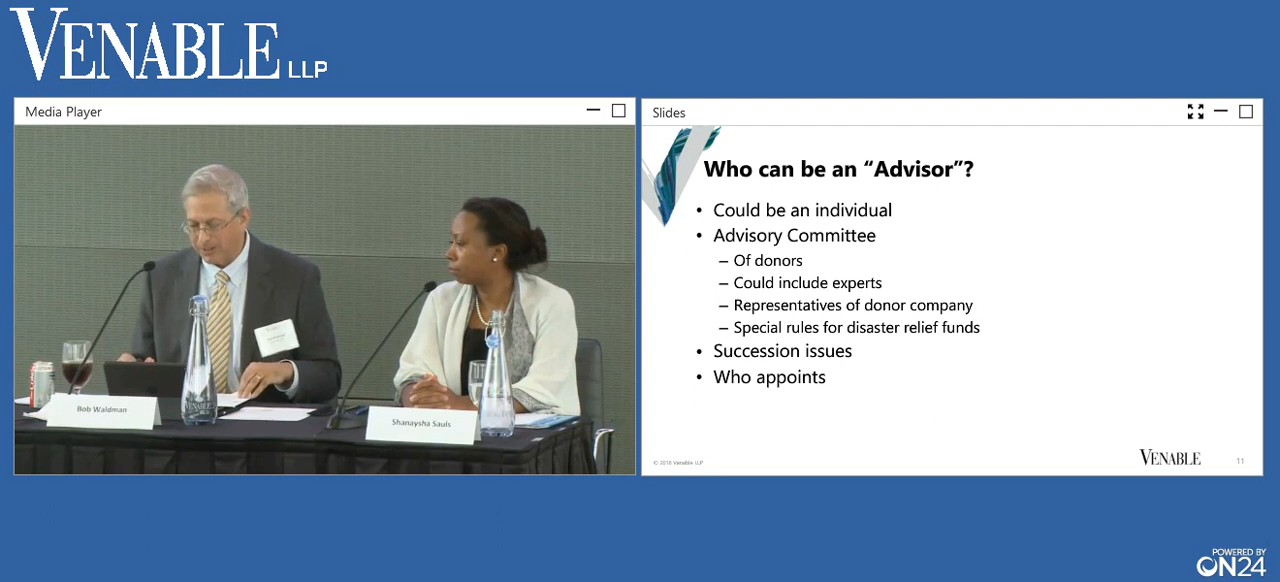 VENABLE LLP
Media Player
Slides
Bob Waldman
VENABLE
Shanaysha Sauls
Who can be an “Advisor”?
• Could be an individual
• Advisory Committee
– Of donors
– Could include experts
– Representatives of donor company
– Special rules for disaster relief funds
• Succession issues
• Who appoints
© 2018 Venable LLP
VENABLE
11
POWERED BY
ON24